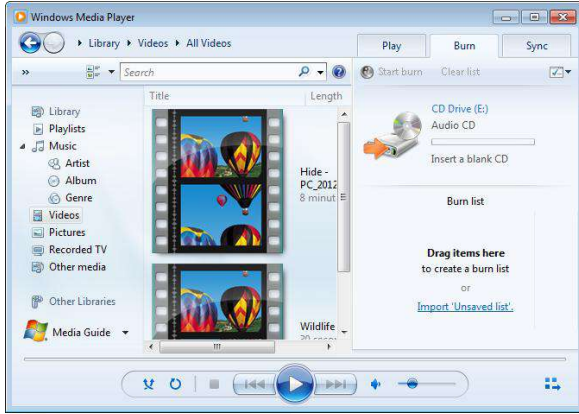 Windows Media Player
Library
Videos
All Videos
Play
Burn
Sync
»
Search
Start burn
Clear list
Title
Length
Library
Playlists
Music
Artist
Album
Genre
Videos
Pictures
Recorded TV
Other media
Other Libraries
Media Guide
Hide -
PC_2012
8 minut
Wildlife
CD Drive (E:)
Audio CD
Insert a blank CD
Burn list
Drag items here
to create a burn list
or
Import 'Unsaved list'.